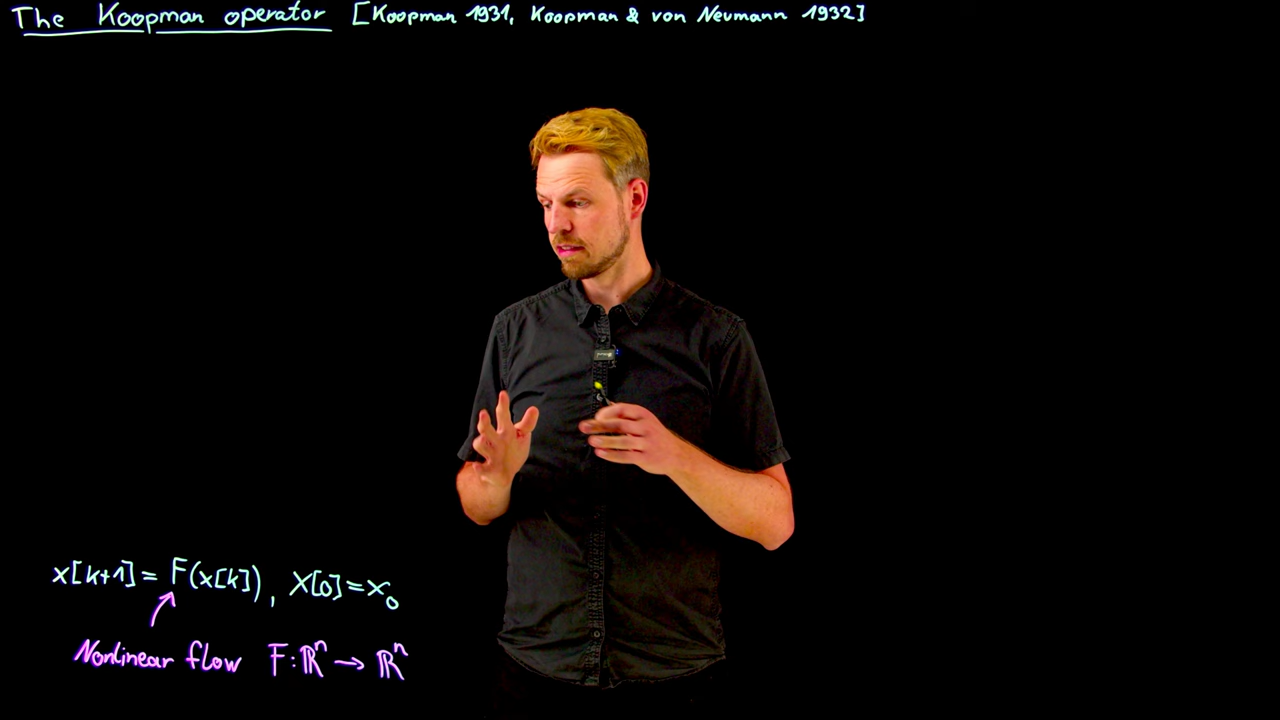 The Koopman operator [Koopman 1931, Koopman & von Neumann 1932]
x[k+1] = F(x[k]), x[0] = x₀
Nonlinear flow F: ℝⁿ → ℝⁿ